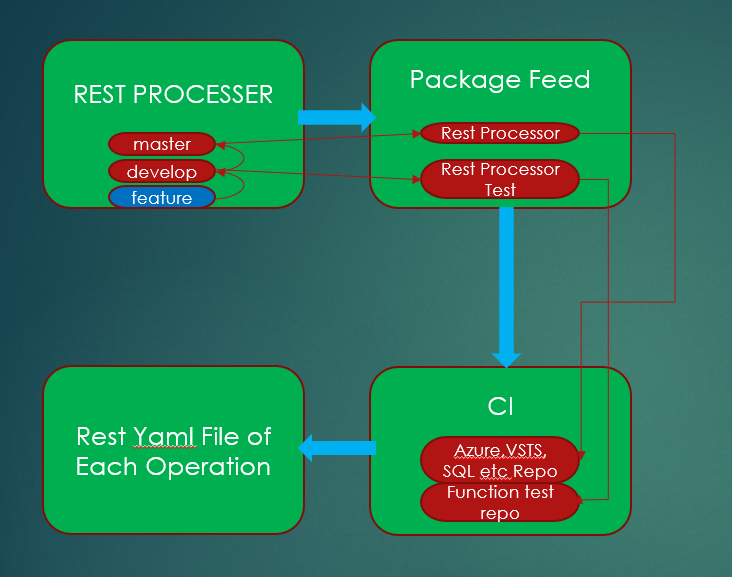 REST PROCESSER
master
develop
feature
Package Feed
Rest Processor
Rest Processor
Test
Rest Yaml File of
Each Operation
CI
Azure,VSTS,
SQL etc Repo
Function test
repo